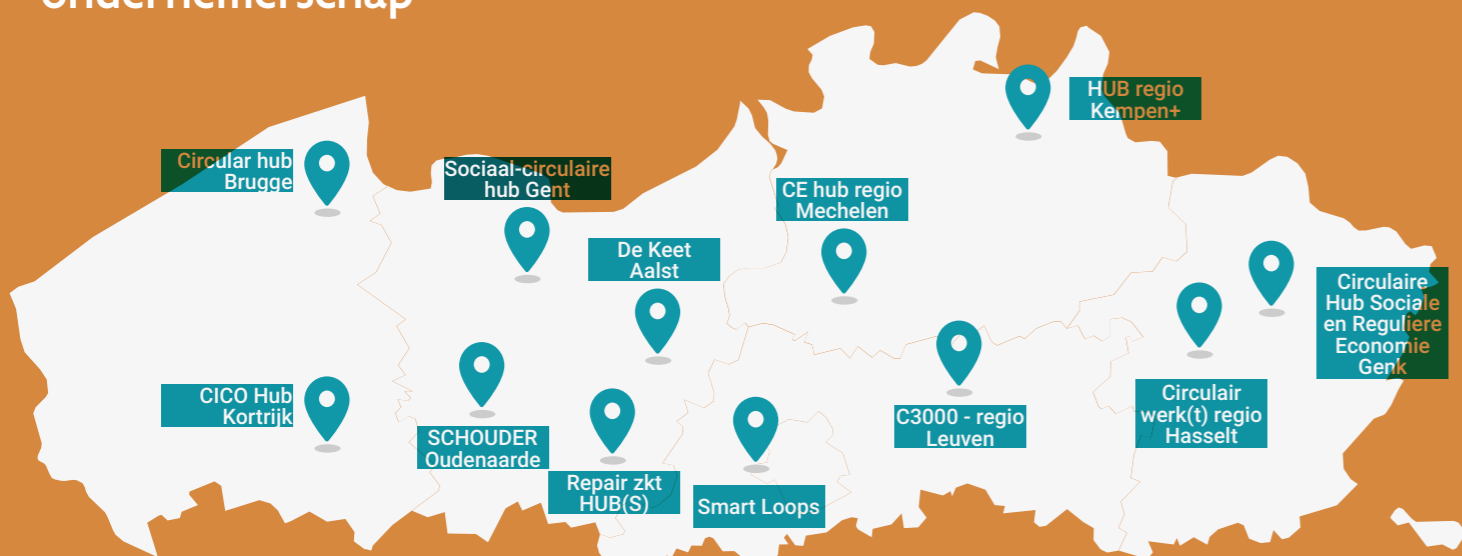 ondernemerschap
HUB regio
Kempen+
Circular hub
Brugge
Sociaal-circulaire
hub Gent
CE hub regio
Mechelen
De Keet
Aalst
Circulaire
Hub Sociale
en Reguliere
Economie
Genk
CICO Hub
Kortrijk
SCHOUDER
Oudenaarde
Repair zkt
HUB(S)
Smart Loops
C3000 - regio
Leuven
Circulair
werk(t) regio
Hasselt